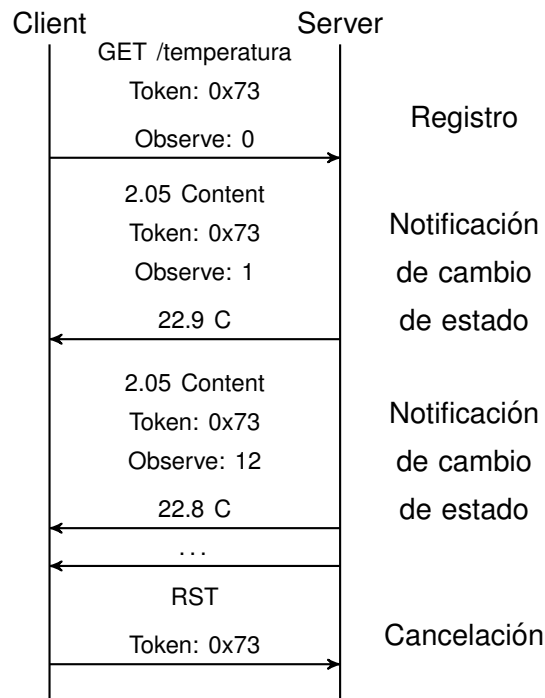 Client
Server
GET /temperatura
Token: 0x73
Observe: 0
Registro
2.05 Content
Token: 0x73
Observe: 1
22.9 C
Notificación
de cambio
de estado
2.05 Content
Token: 0x73
Observe: 12
22.8 C
Notificación
de cambio
de estado
...
RST
Token: 0x73
Cancelación